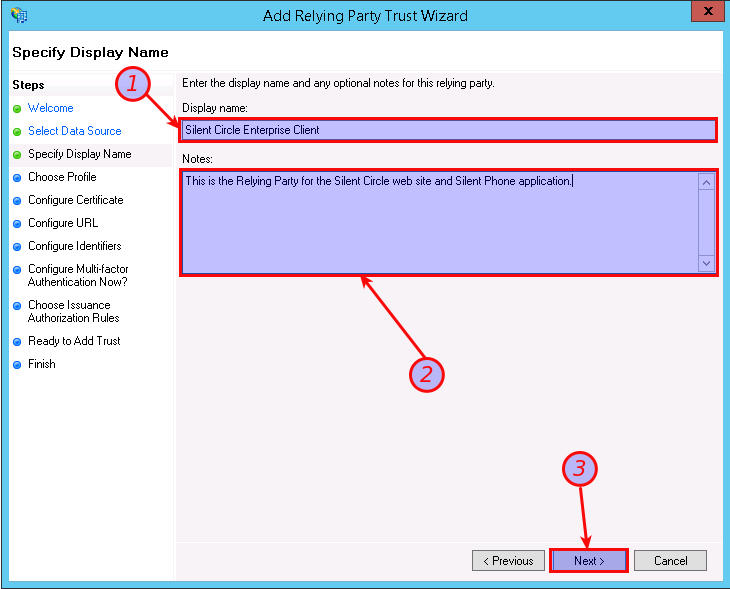 Add Relying Party Trust Wizard
X
Specify Display Name
Steps
Welcome
Select Data Source
Specify Display Name
Choose Profile
Configure Certificate
Configure URL
Configure Identifiers
Configure Multi-factor
Authentication Now?
Choose Issuance
Authorization Rules
Ready to Add Trust
Finish
1
Enter the display name and any optional notes for this relying party.
Display name:
Silent Circle Enterprise Client
Notes:
This is the Relying Party for the Silent Circle web site and Silent Phone application.
2
3
< Previous
Next >
Cancel